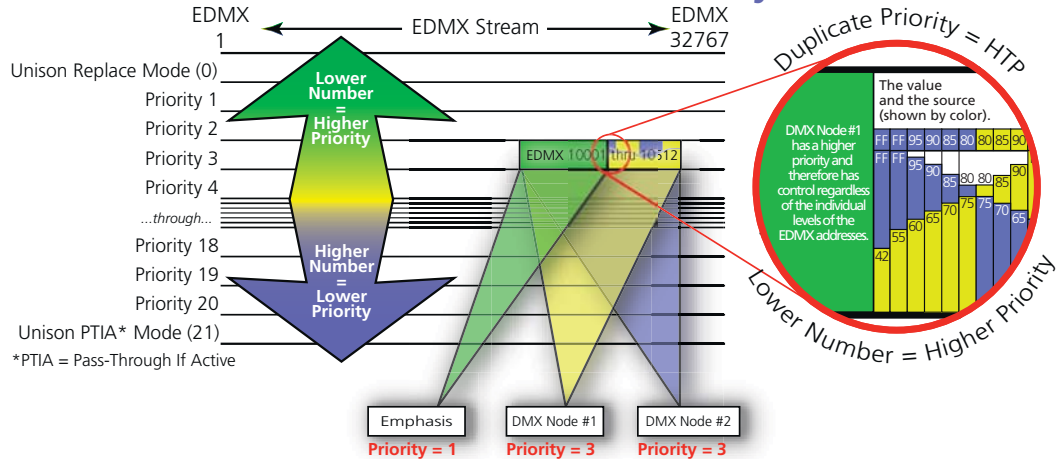 EDMX
1
EDMX Stream
EDMX
32767
Unison Replace Mode (0)
Priority 1
Priority 2
Priority 3
Priority 4
...through...
Priority 18
Priority 19
Priority 20
Unison PTIA* Mode (21)
*PTIA = Pass-Through If Active
Lower
Number
=
Higher
Priority
Higher
Number
=
Lower
Priority
EDMX 10001 thru 10512
Emphasis
Priority = 1
DMX Node #1
Priority = 3
DMX Node #2
Priority = 3
Duplicate Priority = HTP
The value
and the source
(shown by color).
DMX Node #1
has a higher
priority and
therefore has
control regardless
of the individual
levels of the
EDMX addresses.
FF FF 95 90 85 80 80 85 90
FF FF 95 90 85 80 80 85 90
42 55 60 65 70 75 75 70 65
Lower Number = Higher Priority